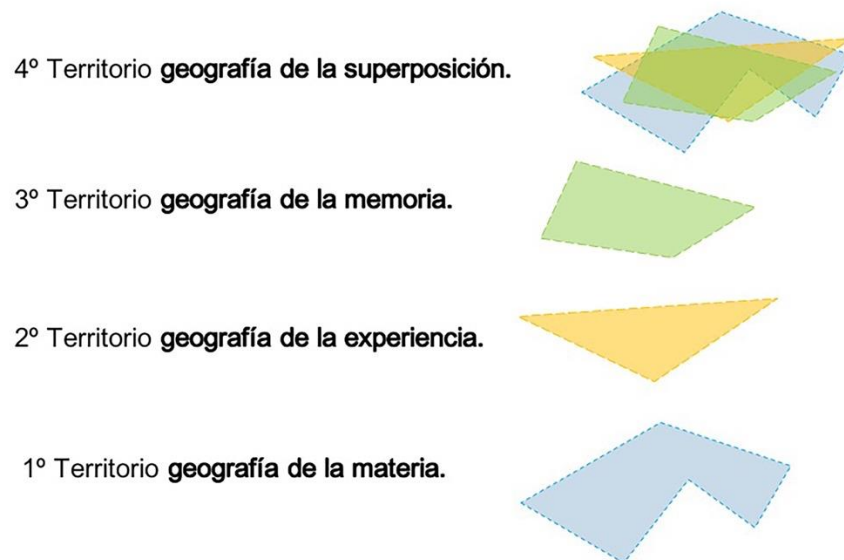 4º Territorio geografía de la superposición.
3º Territorio geografía de la memoria.
2º Territorio geografía de la experiencia.
1º Territorio geografía de la materia.